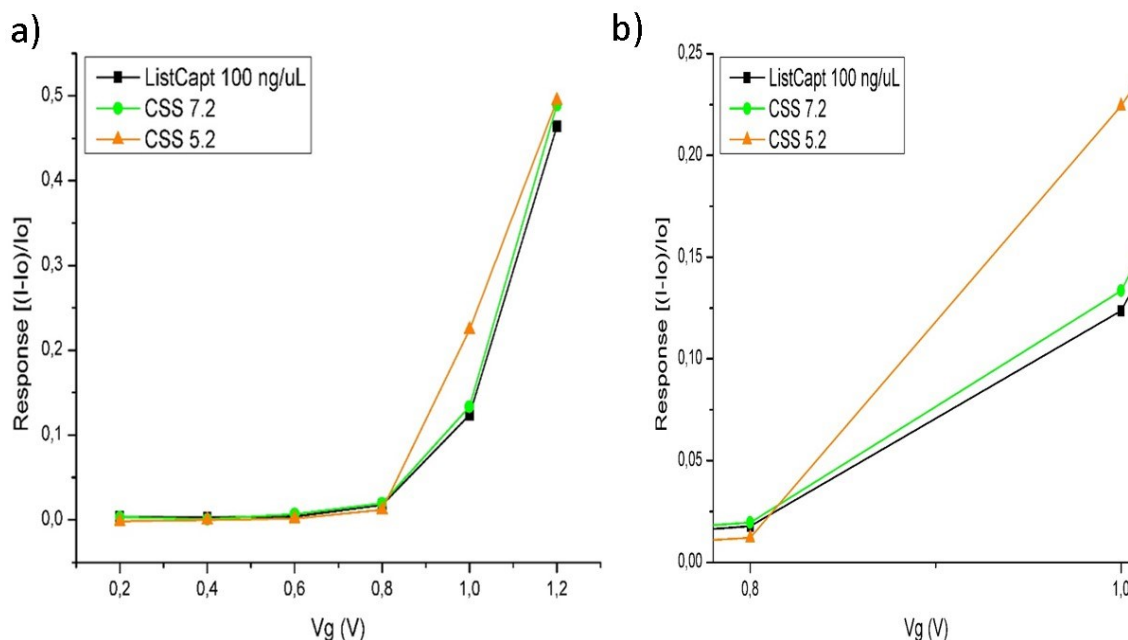 a)
ListCapt 100 ng/uL
CSS 7.2
CSS 5.2
0,5
0,4
0,3
0,2
0,1
0,0
Response [(I-Io)/Io]
0,2 0,4 0,6 0,8 1,0 1,2
Vg (V)
b)
ListCapt 100 ng/uL
CSS 7.2
CSS 5.2
0,25
0,20
0,15
0,10
0,05
0,00
Response [(I-Io)/Io]
0,8 1,0
Vg (V)